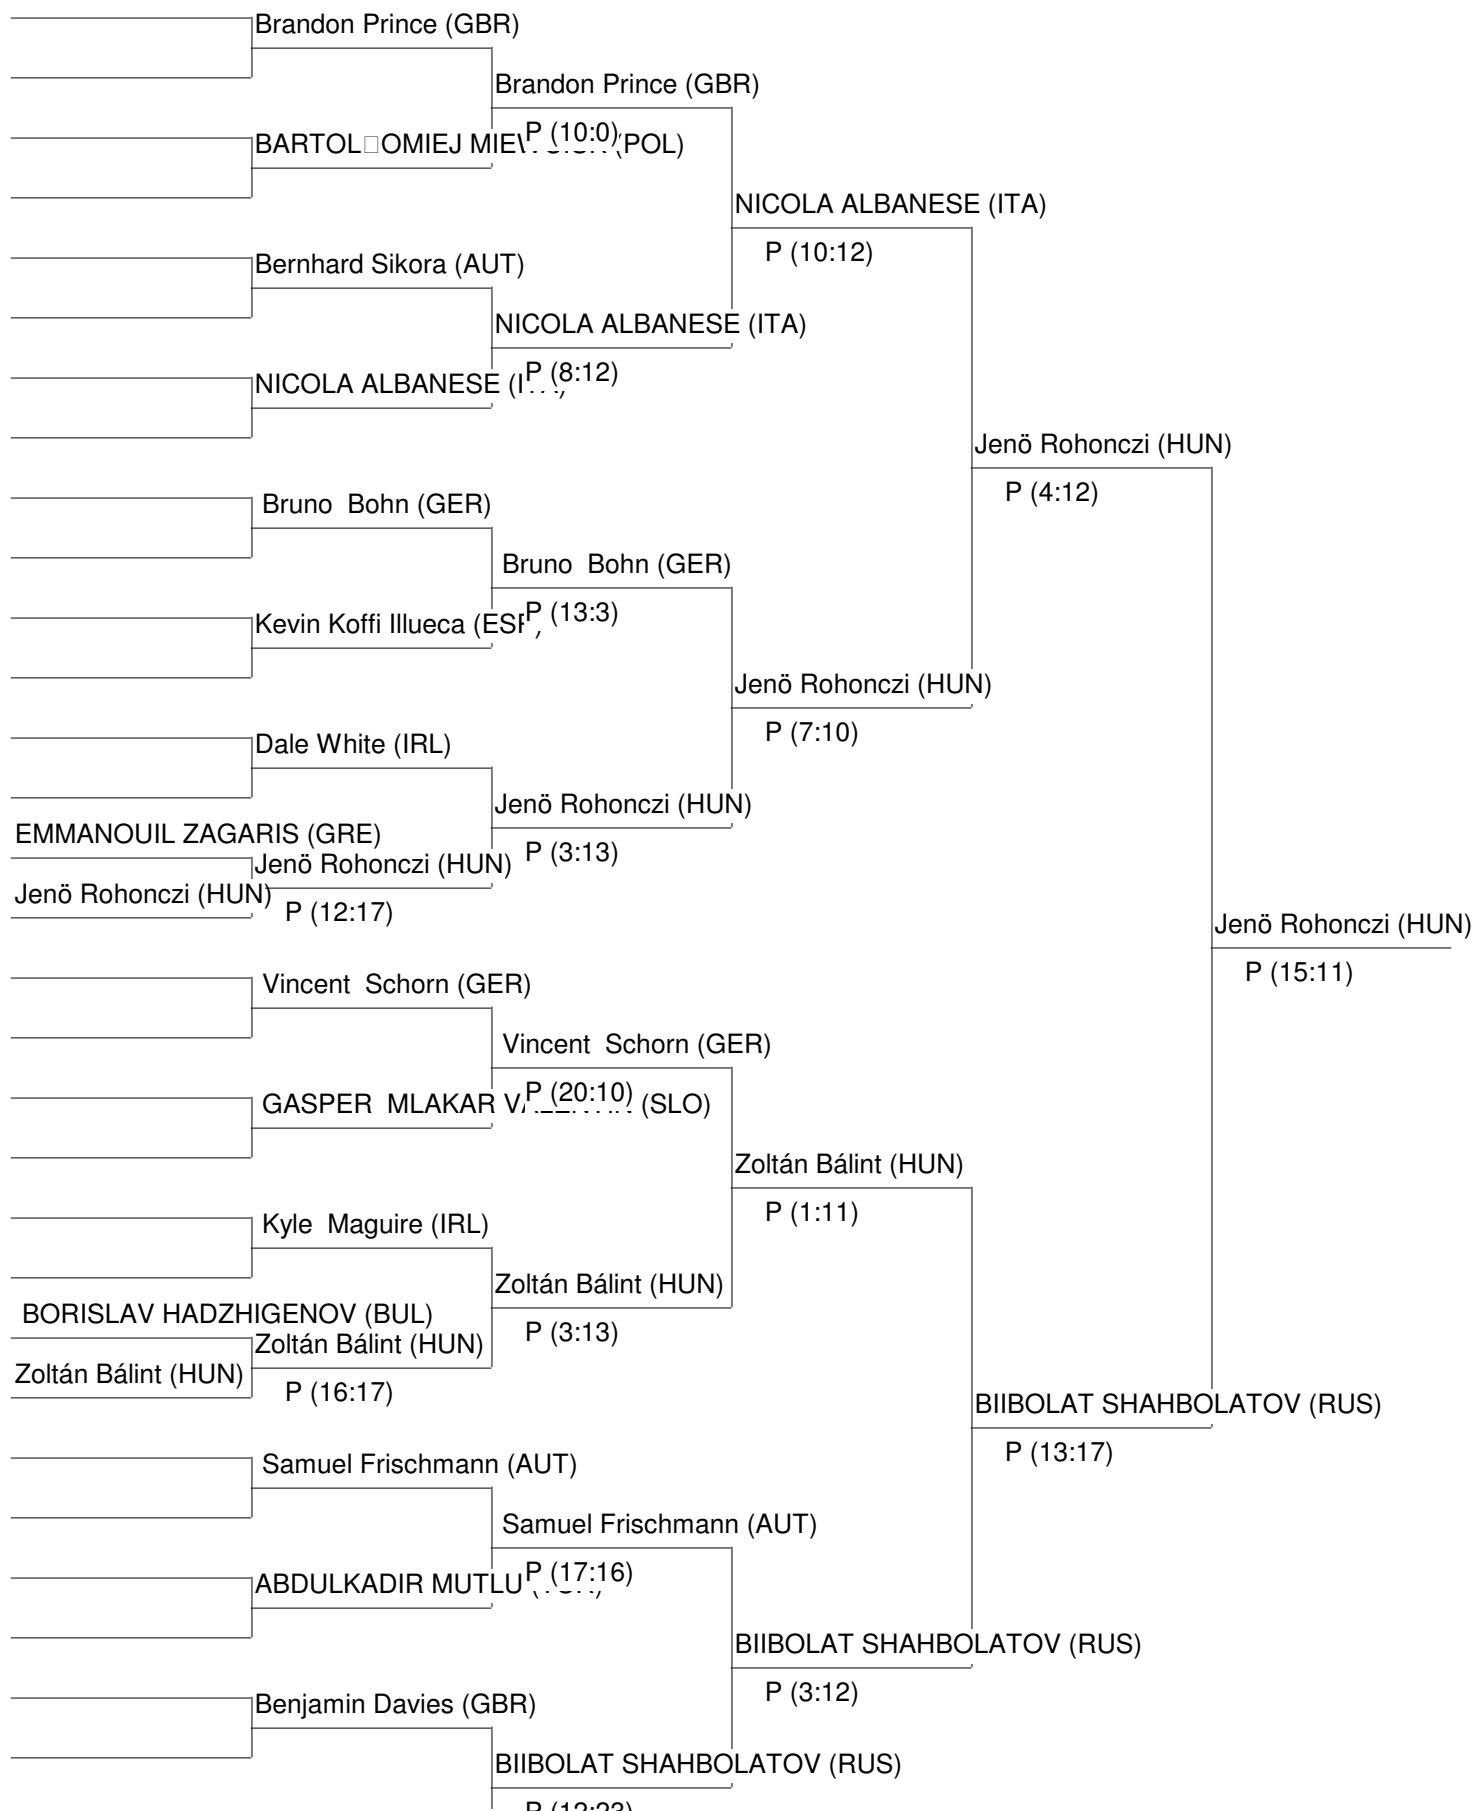 Brandon Prince (GBR)
Brandon Prince (GBR)
P (10:0)
BARTOL□OMIEJ (POL)
NICOLA ALBANESE (ITA)
P (10:12)
Bernhard Sikora (AUT)
NICOLA ALBANESE (ITA)
P (8:12)
NICOLA ALBANESE
Jenö Rohonczi (HUN)
P (4:12)
Bruno  Bohn (GER)
Bruno  Bohn (GER)
P (13:3)
Kevin Koffi Illueca
Jenö Rohonczi (HUN)
P (7:10)
Dale White (IRL)
Jenö Rohonczi (HUN)
EMMANOUIL ZAGARIS (GRE)
P (3:13)
Jenö Rohonczi (HUN)
Jenö Rohonczi (HUN)
P (12:17)
Jenö Rohonczi (HUN)
P (15:11)
Vincent  Schorn (GER)
Vincent  Schorn (GER)
P (20:10)
GASPER  MLAKAR (SLO)
Zoltán Bálint (HUN)
P (1:11)
Kyle  Maguire (IRL)
Zoltán Bálint (HUN)
BORISLAV HADZHIGENOV (BUL)
P (3:13)
Zoltán Bálint (HUN)
Zoltán Bálint (HUN)
P (16:17)
BIIBOLAT SHAHBOLATOV (RUS)
P (13:17)
Samuel Frischmann (AUT)
Samuel Frischmann (AUT)
P (17:16)
ABDULKADIR MUTLU
BIIBOLAT SHAHBOLATOV (RUS)
P (3:12)
Benjamin Davies (GBR)
BIIBOLAT SHAHBOLATOV (RUS)
P (12:23)